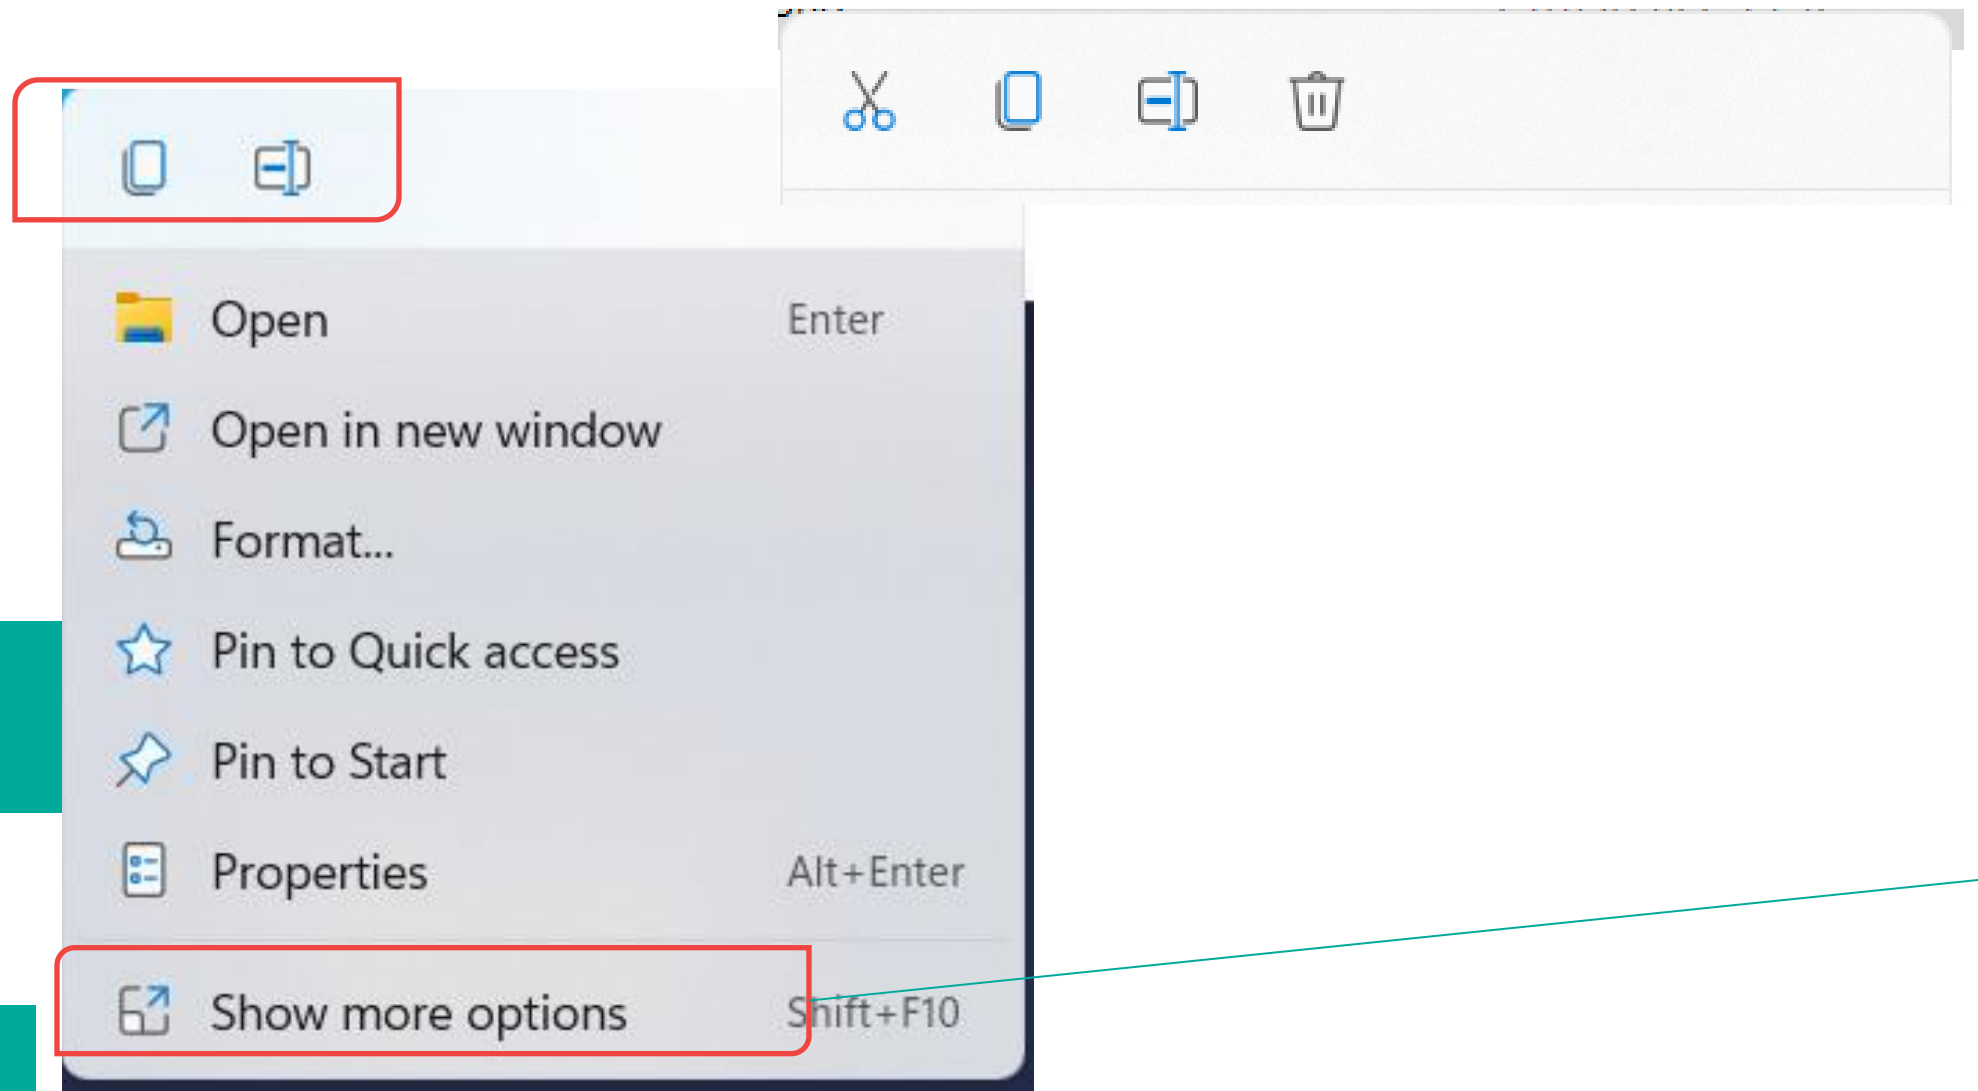 Open Enter
Open in new window
Format...
Pin to Quick access
Pin to Start
Properties Alt+Enter
Show more options Shift+F10